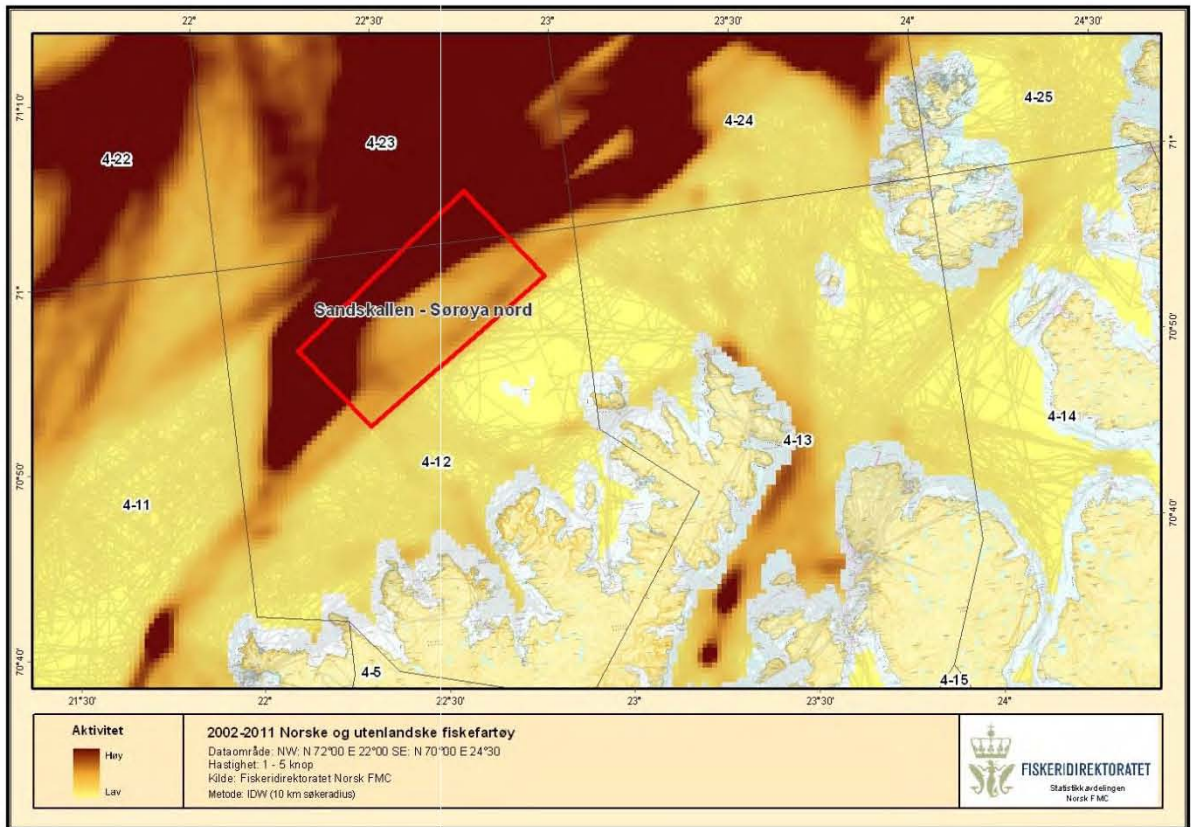 22° 22°30' 23° 23°30' 24° 24°30'
71°10'
71°
70°50'
70°40'
71°
70°50'
70°40'
4-25
4-24
4-23
4-22
Sandskallen - Sørøya nord
4-14
4-13
4-12
4-11
4-5
4-15
21°30' 22° 22°30' 23° 23°30' 24°
Aktivitet
Høy
Lav
2002-2011 Norske og utenlandske fiskefartøy
Dataområde: NW: N 72°00 E 22°00 SE: N 70°00 E 24°30
Hastighet: 1 - 5 knop
Kilde: Fiskeridirektoratet Norsk FMC
Metode: IDW (10 km søkeradius)
FISKERIDIREKTORATET
Statistikkavdelingen
Norsk FMC